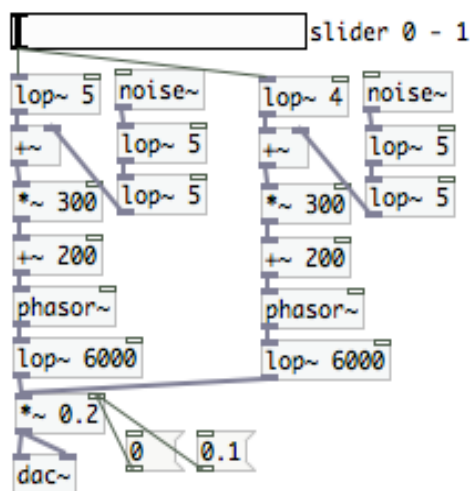 slider 0 - 1
lop~ 5 noise~ lop~ 4 noise~
+~ lop~ 5 +~ lop~ 5
*~ 300 lop~ 5 *~ 300 lop~ 5
+~ 200 +~ 200
phasor~ phasor~
lop~ 6000 lop~ 6000
*~ 0.2
0 0.1
dac~